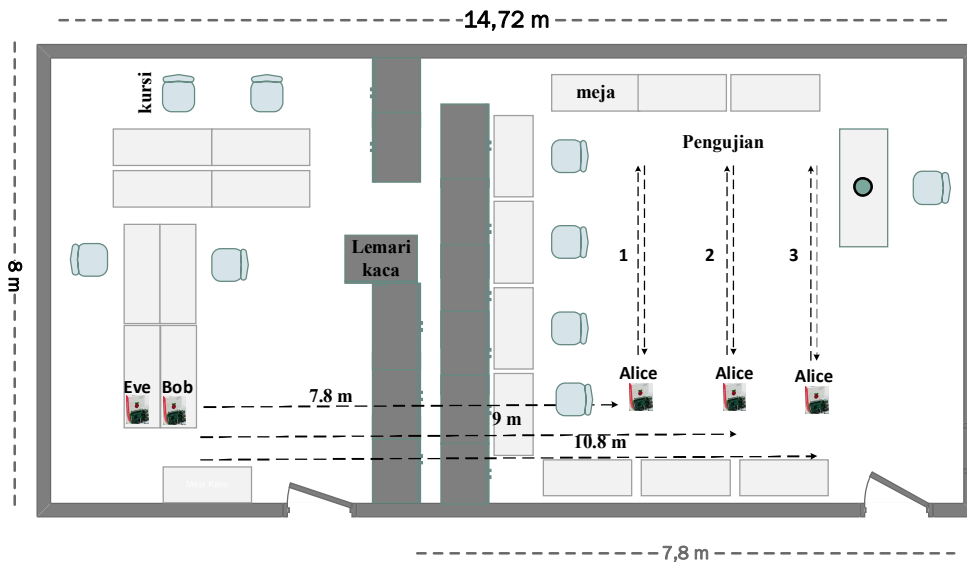 14,72 m
kursi
meja
Pengujian
8 m
Lemari
kaca
1
2
3
Eve
Bob
Alice
Alice
Alice
7.8 m
9 m
10.8 m
7,8 m